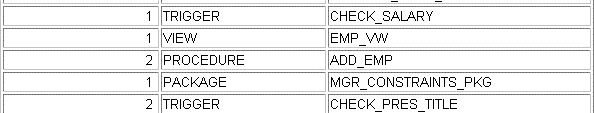 1 TRIGGER CHECK_SALARY
1 VIEW EMP_VW
2 PROCEDURE ADD_EMP
1 PACKAGE MGR_CONSTRAINTS_PKG
2 TRIGGER CHECK_PRES_TITLE